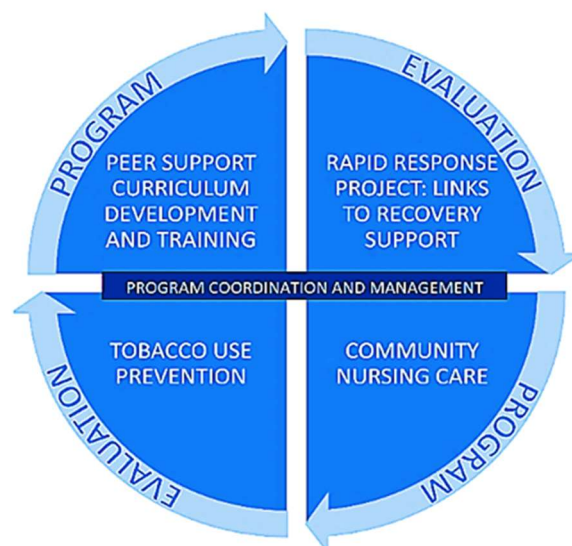 PROGRAM
EVALUATION
PEER SUPPORT
CURRICULUM
DEVELOPMENT
AND TRAINING
RAPID RESPONSE
PROJECT: LINKS
TO RECOVERY
SUPPORT
PROGRAM COORDINATION AND MANAGEMENT
TOBACCO USE
PREVENTION
COMMUNITY
NURSING CARE
EVALUATION
PROGRAM